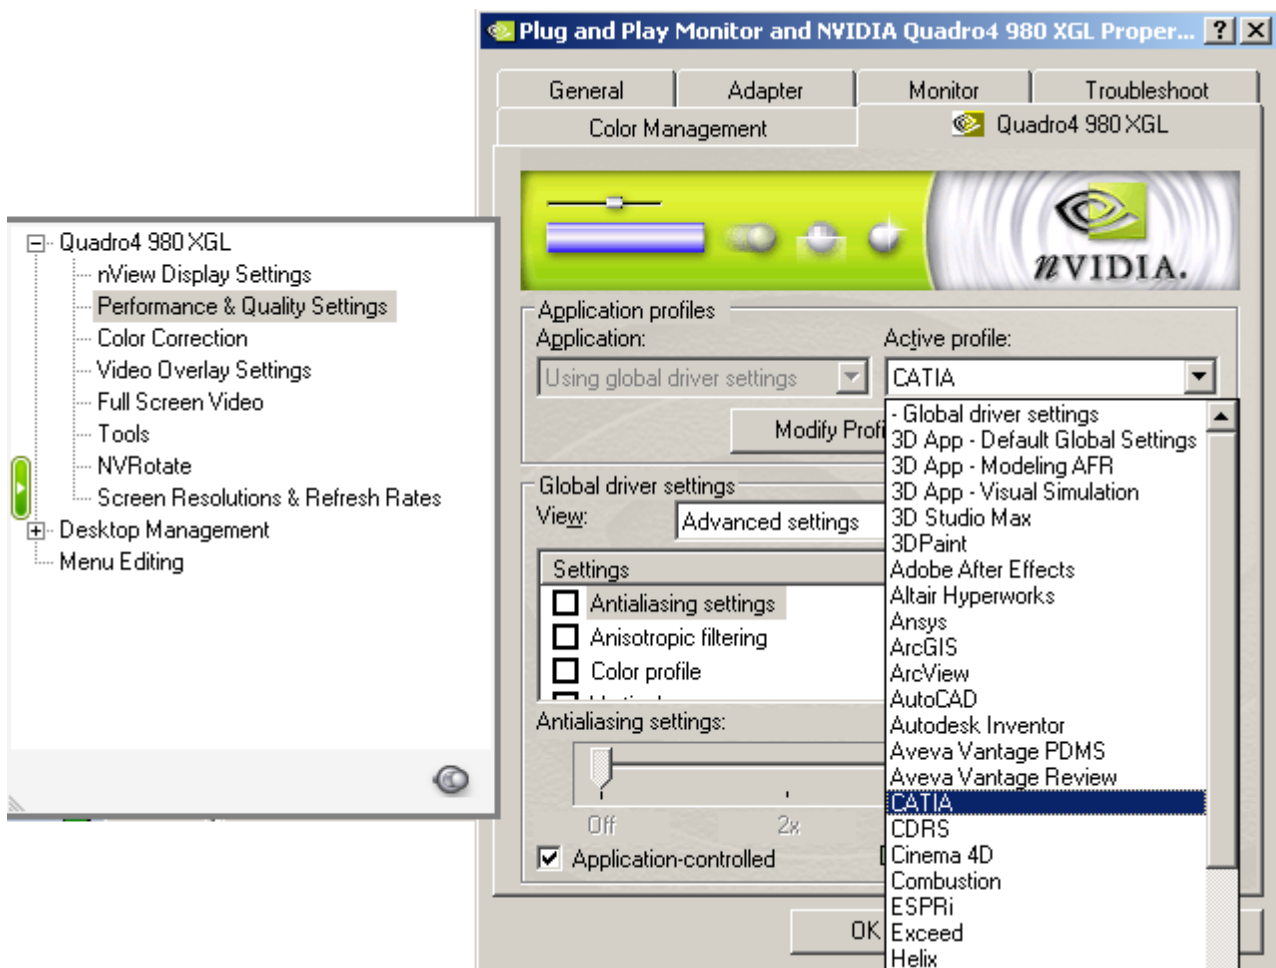 Plug and Play Monitor and NVIDIA Quadro4 980 XGL Proper...
General
Adapter
Monitor
Troubleshoot
Color Management
Quadro4 980 XGL
nVIDIA.
Quadro4 980 XGL
nView Display Settings
Performance & Quality Settings
Color Correction
Video Overlay Settings
Full Screen Video
Tools
NVRotate
Screen Resolutions & Refresh Rates
Desktop Management
Menu Editing
Application profiles
Application:
Active profile:
Using global driver settings
CATIA
Modify
Global driver settings
View:
Advanced settings
Settings
Antialiasing settings
Anisotropic filtering
Color profile
Antialiasing settings:
Off
2x
Application-controlled
OK
- Global driver settings
3D App - Default Global Settings
3D App - Modeling AFR
3D App - Visual Simulation
3D Studio Max
3DPaint
Adobe After Effects
Altair Hyperworks
Ansys
ArcGIS
ArcView
AutoCAD
Autodesk Inventor
Aveva Vantage PDMS
Aveva Vantage Review
CATIA
CDRS
Cinema 4D
Combustion
ESPRi
Exceed
Helix